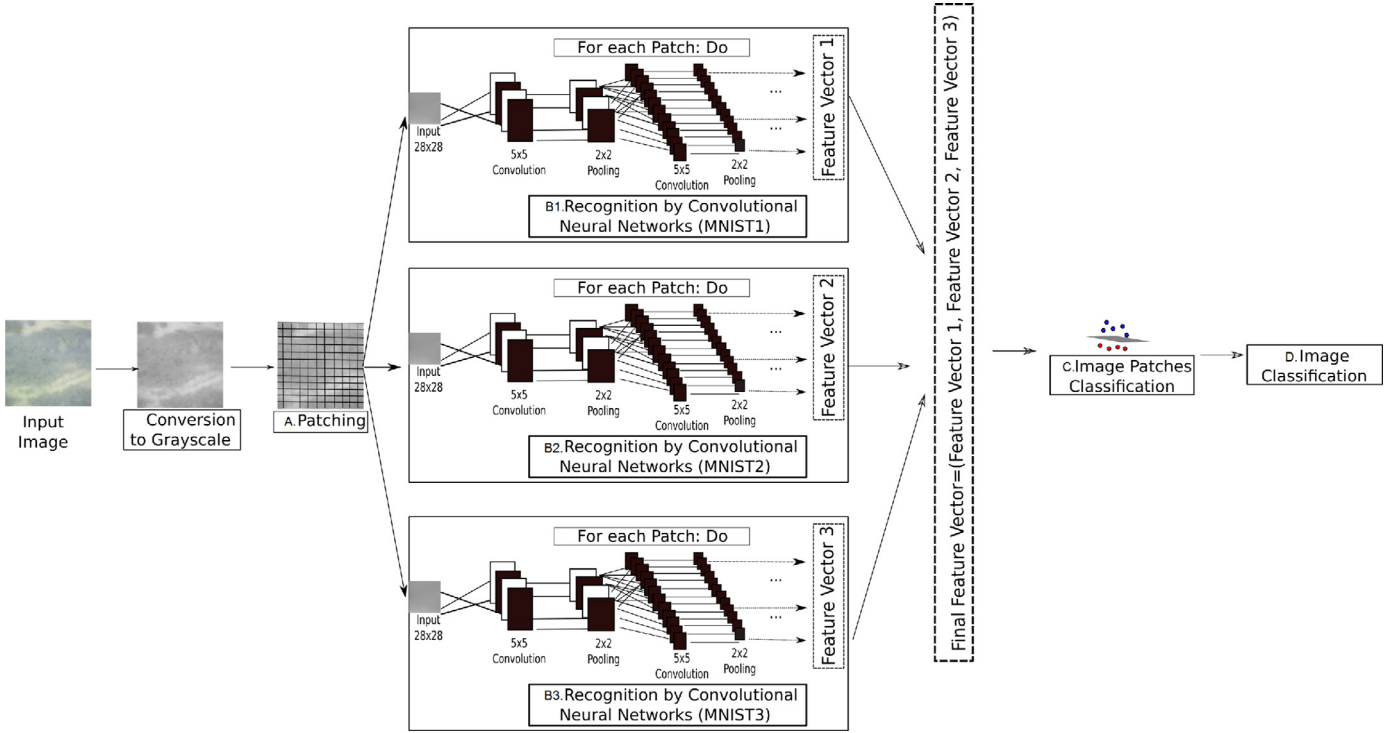 Input
Image
Conversion
to Grayscale
A.Patching
For each Patch: Do
Input
28x28
5x5
Convolution
2x2
Pooling
5x5
Convolution
2x2
Pooling
...
...
Feature Vector 1
B1.Recognition by Convolutional
Neural Networks (MNIST1)
For each Patch: Do
Input
28x28
5x5
Convolution
2x2
Pooling
5x5
Convolution
2x2
Pooling
...
...
Feature Vector 2
B2.Recognition by Convolutional
Neural Networks (MNIST2)
For each Patch: Do
Input
28x28
5x5
Convolution
2x2
Pooling
5x5
Convolution
2x2
Pooling
...
...
Feature Vector 3
B3.Recognition by Convolutional
Neural Networks (MNIST3)
Final Feature Vector=(Feature Vector 1, Feature Vector 2, Feature Vector 3)
C.Image Patches
Classification
D.Image
Classification